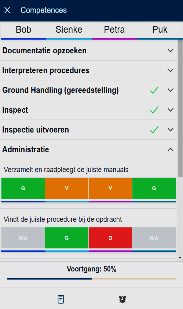 Competences
Bob Sienke Petra Puk
Documentatie opzoeken
Interpreteren procedures
Ground Handling (gereedstelling)
Inspect
Inspectie uitvoeren
Administratie
Verzamelt en raadpleegt de juiste manuals
G V V G
Vindt de juiste procedure bij de opdracht
N/A G O N/A
Voortgang: 50%